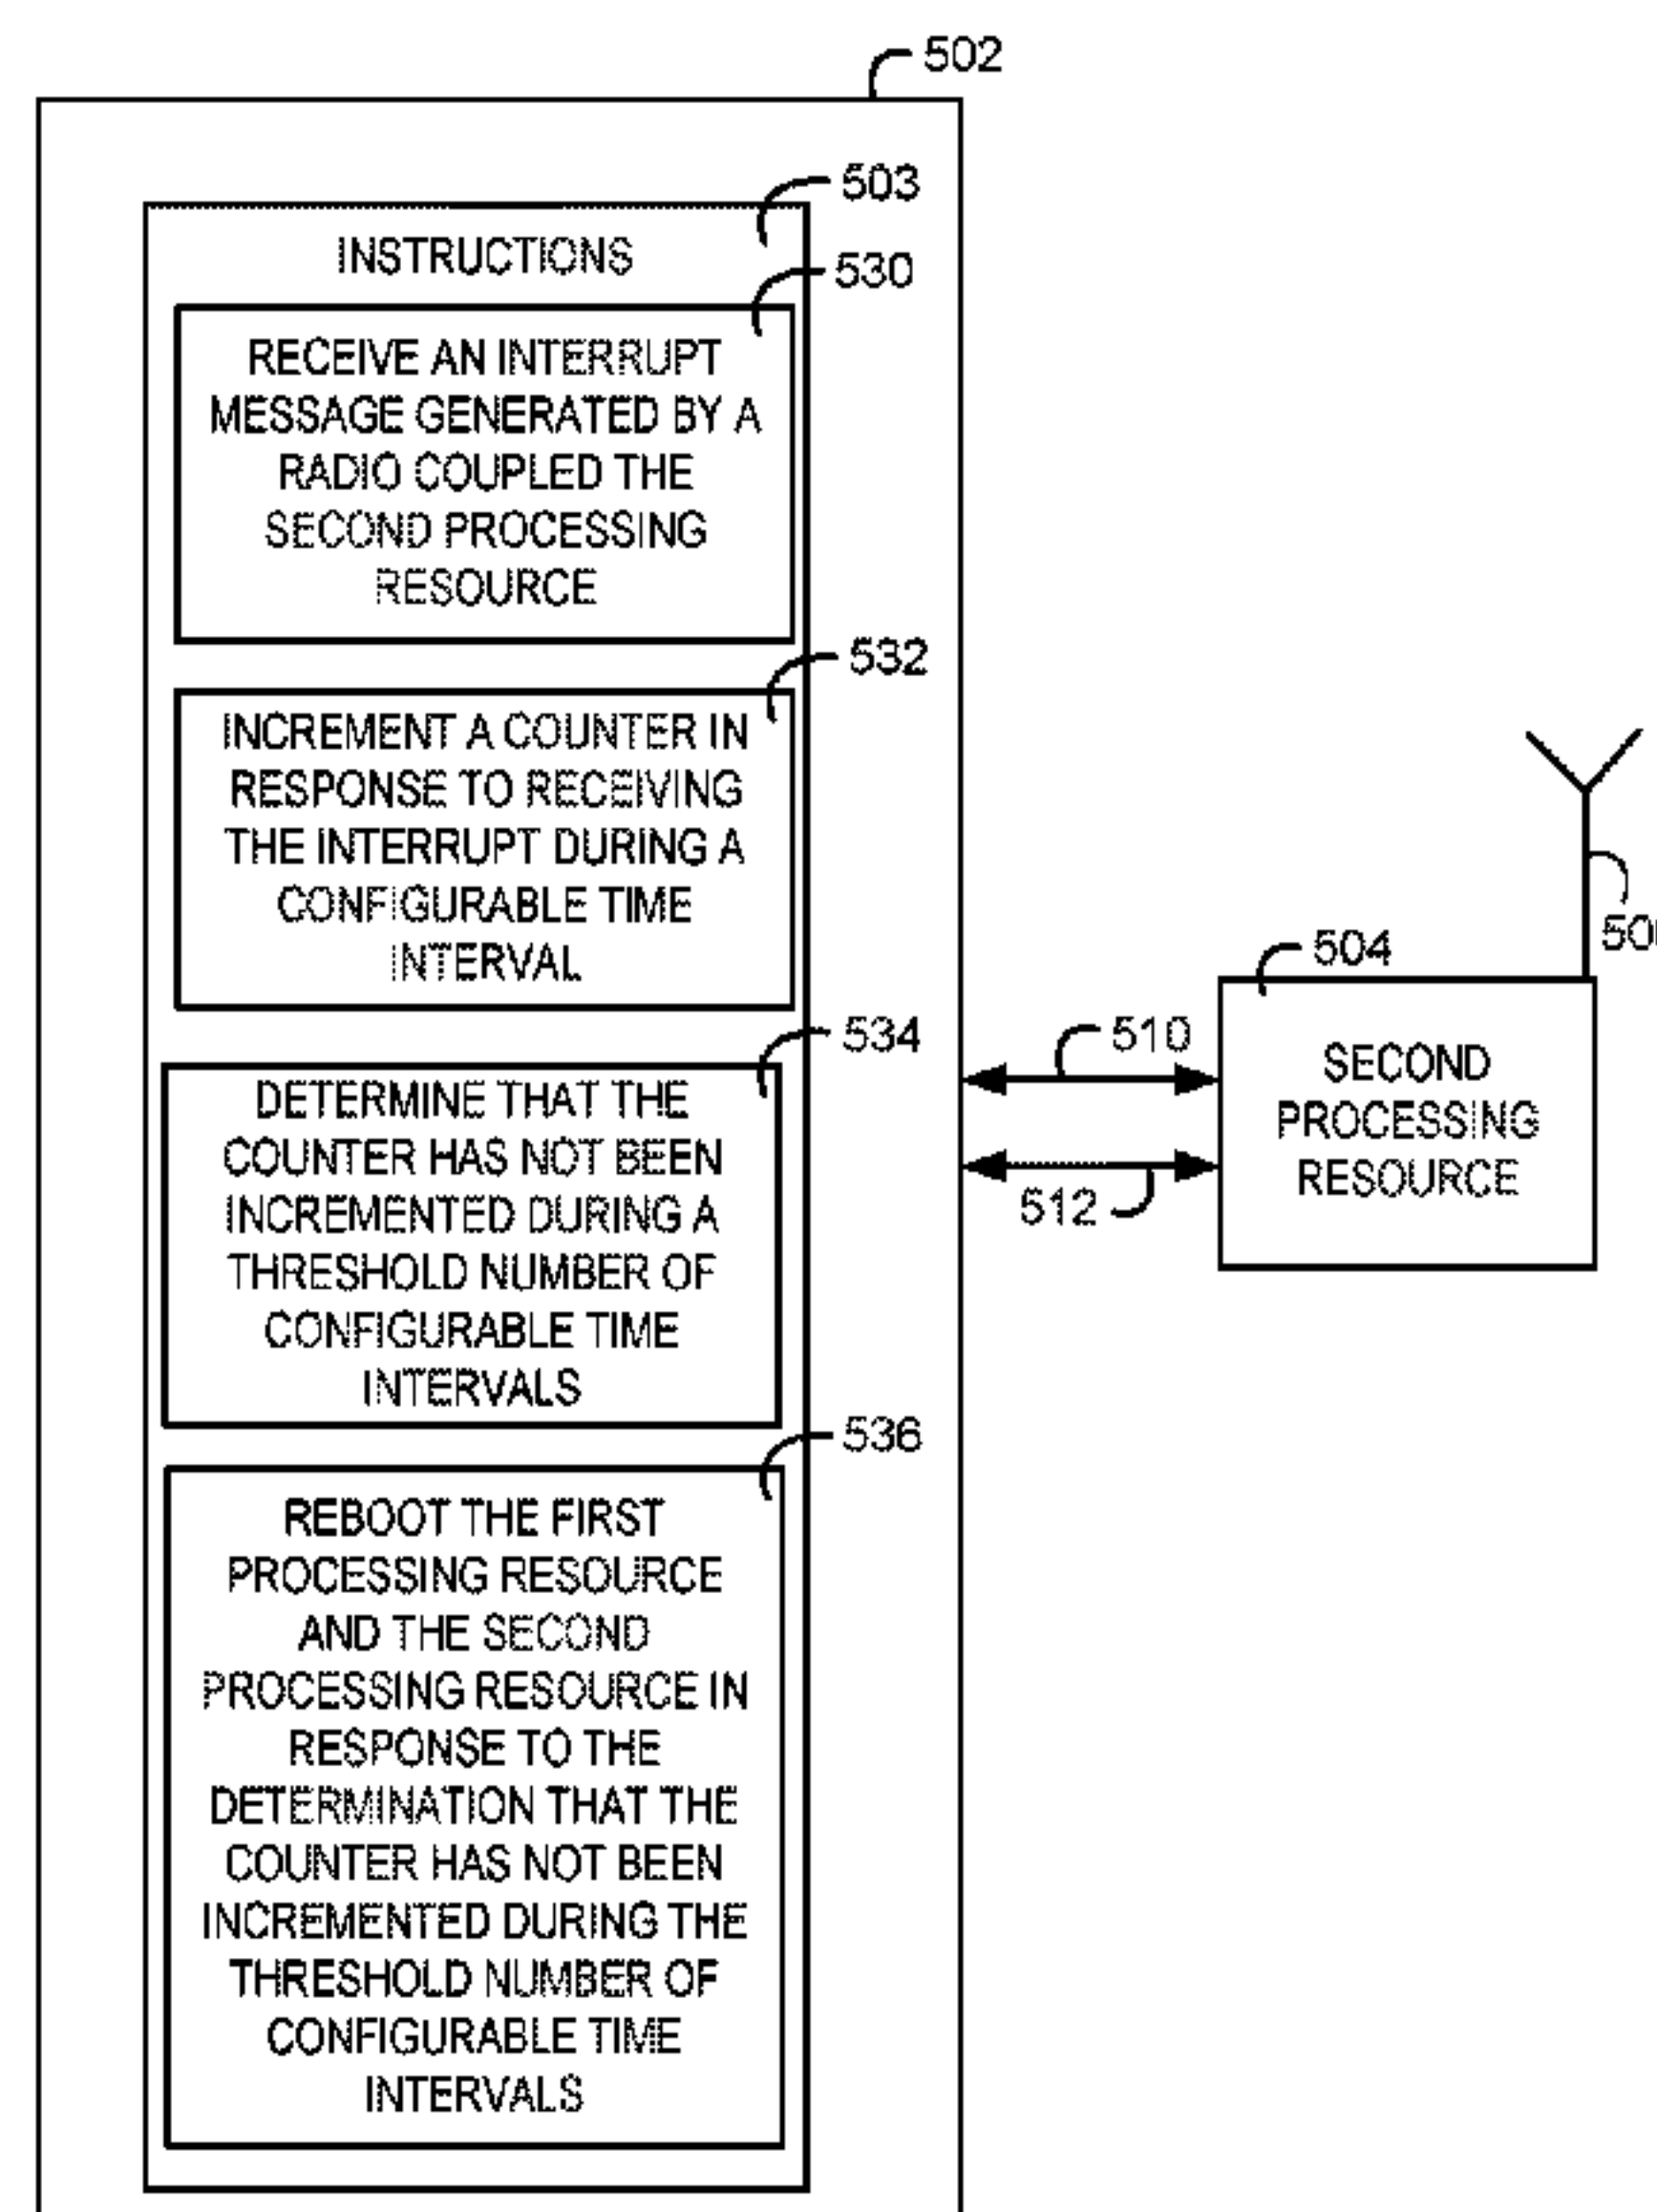 502
503
INSTRUCTIONS
530
RECEIVE AN INTERRUPT
MESSAGE GENERATED BY A
RADIO COUPLED THE
SECOND PROCESSING
RESOURCE
532
INCREMENT A COUNTER IN
RESPONSE TO RECEIVING
THE INTERRUPT DURING A
CONFIGURABLE TIME
INTERVAL
534
DETERMINE THAT THE
COUNTER HAS NOT BEEN
INCREMENTED DURING A
THRESHOLD NUMBER OF
CONFIGURABLE TIME
INTERVALS
536
REBOOT THE FIRST
PROCESSING RESOURCE
AND THE SECOND
PROCESSING RESOURCE IN
RESPONSE TO THE
DETERMINATION THAT THE
COUNTER HAS NOT BEEN
INCREMENTED DURING THE
THRESHOLD NUMBER OF
CONFIGURABLE TIME
INTERVALS
504
510
512
SECOND
PROCESSING
RESOURCE